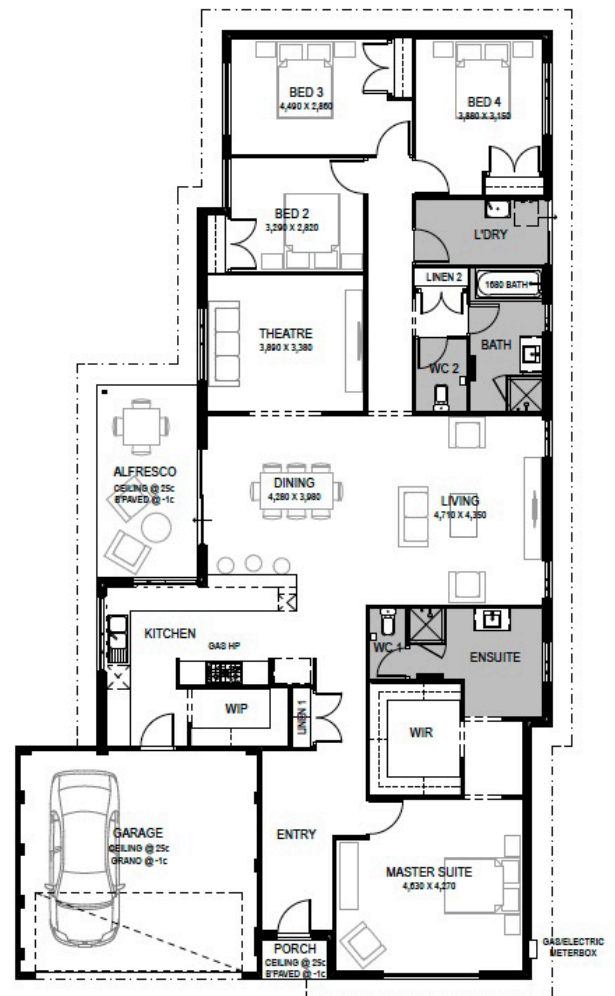 BED 3
4,490 X 2,860
BED 4
3,880 X 3,150
BED 2
3,290 X 2,820
L'DRY
LINEN 2
1680 BATH
THEATRE
3,890 X 3,380
BATH
WC 2
ALFRESCO
CEILING @ 25c
B'PAVED @ -1c
DINING
4,280 X 3,980
LIVING
4,710 X 4,350
KITCHEN
GAS HP
WC 1
ENSUITE
WIP
LINEN 1
WIR
GARAGE
CEILING @ 25c
GRANO @ -1c
ENTRY
MASTER SUITE
4,630 X 4,270
PORCH
CEILING @ 25c
B'PAVED @ -1c
GAS/ELECTRIC
METERBOX